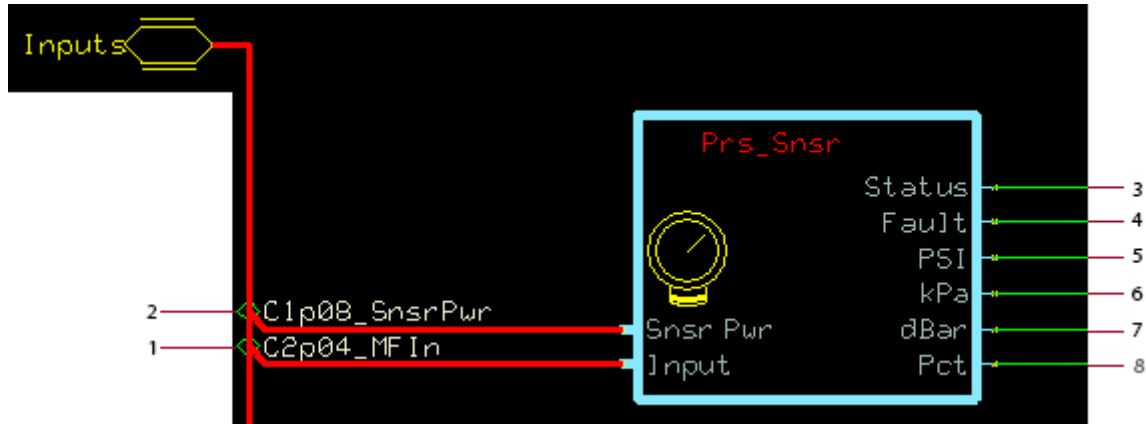 Inputs
Prs_Snsr
Status
3
Fault
4
PSI
5
kPa
6
2
C1p08_SnsrPwr
Snsr Pwr
dBar
7
1
C2p04_MFIn
Input
Pct
8